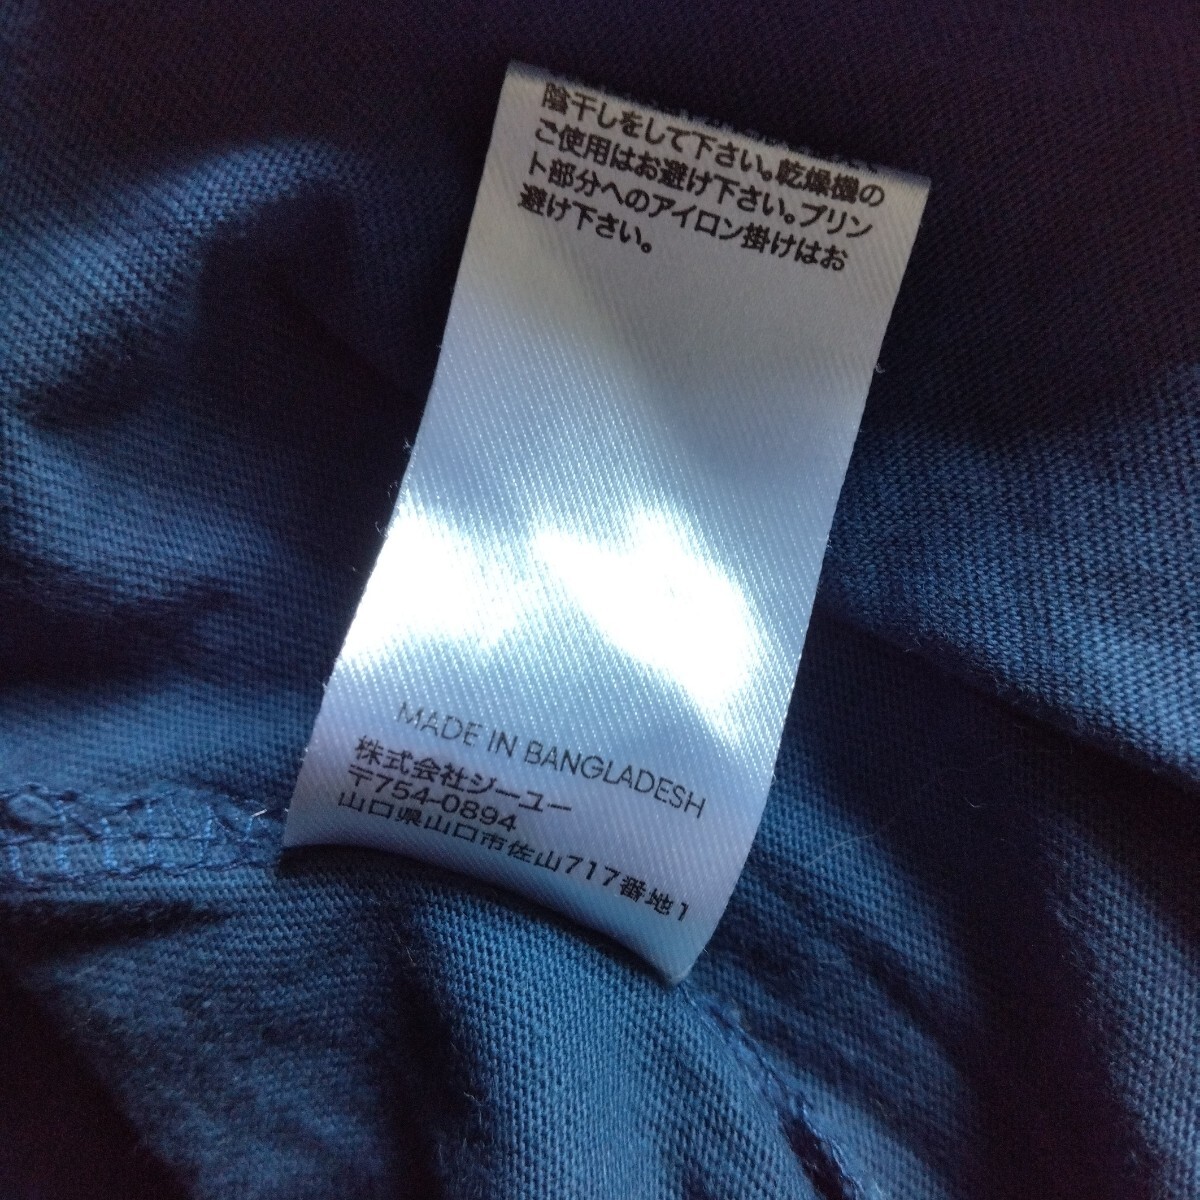 陰干しをして下さい。乾燥機の
ご使用はお避け下さい。プリン
ト部分へのアイロン掛けはお
避け下さい。
MADE IN BANGLADESH
株式会社ジーユー
〒754-0894
山口県山口市佐山717番地1